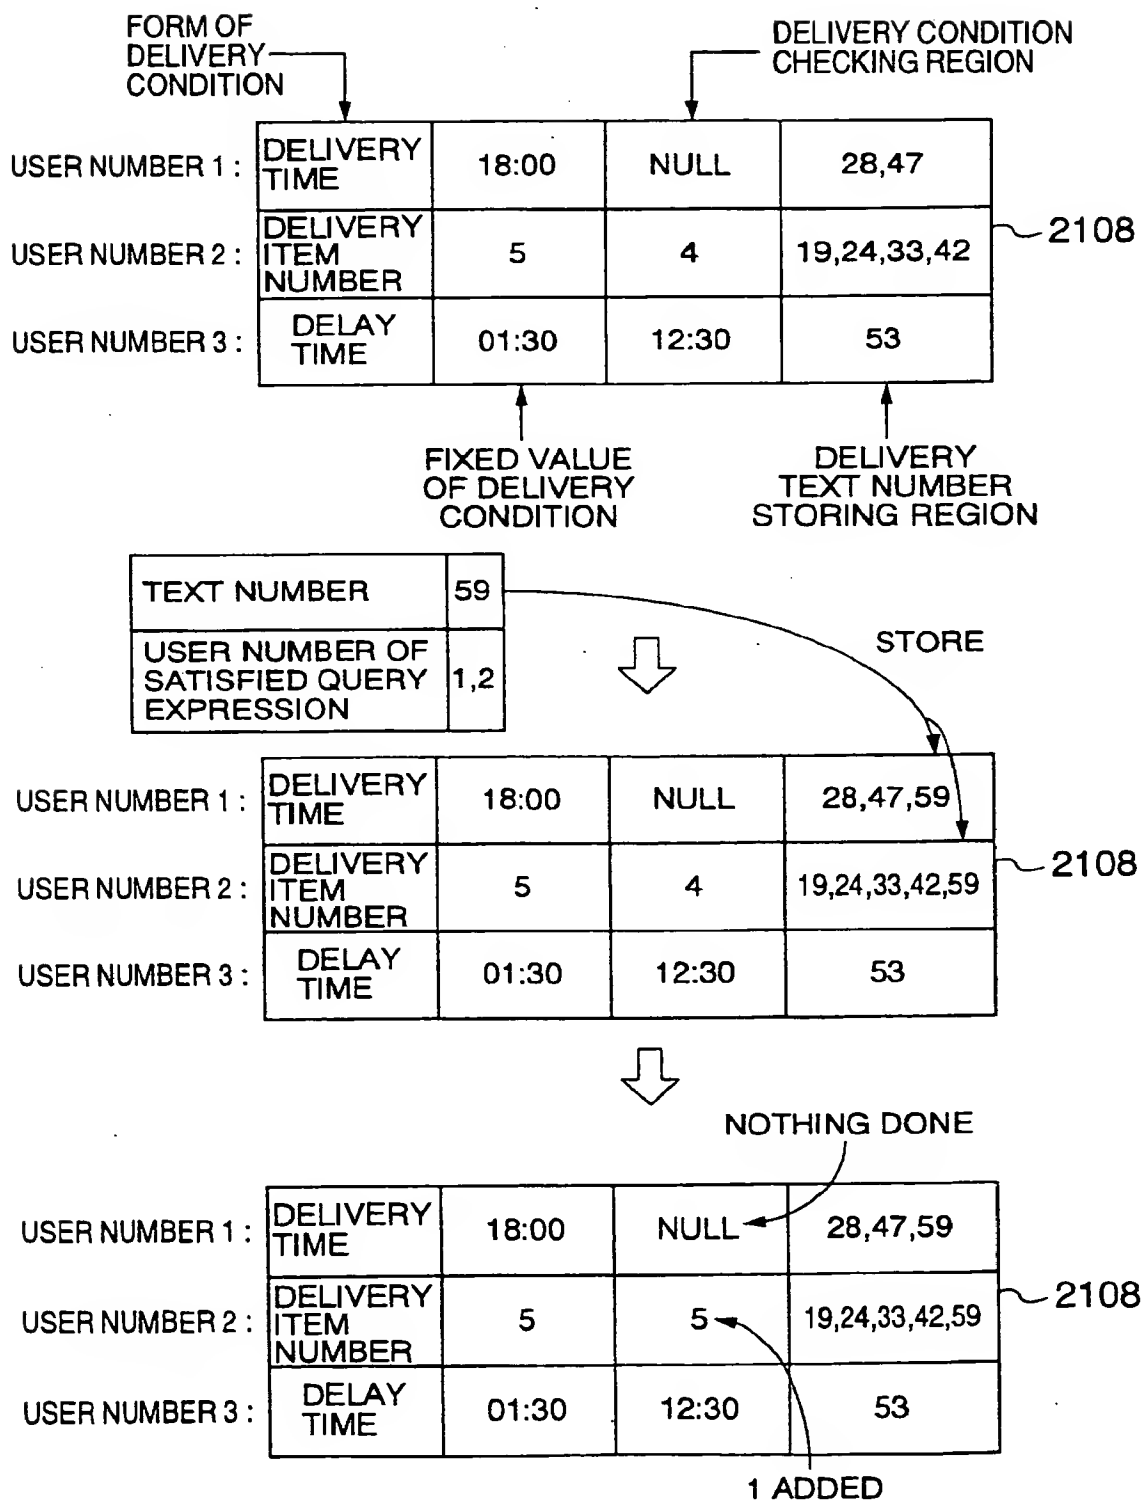 FORM OF
DELIVERY
CONDITION
DELIVERY CONDITION
CHECKING REGION
USER NUMBER 1 :
DELIVERY
TIME
18:00
NULL
28,47
USER NUMBER 2 :
DELIVERY
ITEM
NUMBER
5
4
19,24,33,42
2108
USER NUMBER 3 :
DELAY
TIME
01:30
12:30
53
FIXED VALUE
OF DELIVERY
CONDITION
DELIVERY
TEXT NUMBER
STORING REGION
TEXT NUMBER
59
USER NUMBER OF
SATISFIED QUERY
EXPRESSION
1,2
STORE
USER NUMBER 1 :
DELIVERY
TIME
18:00
NULL
28,47,59
USER NUMBER 2 :
DELIVERY
ITEM
NUMBER
5
4
19,24,33,42,59
2108
USER NUMBER 3 :
DELAY
TIME
01:30
12:30
53
NOTHING DONE
USER NUMBER 1 :
DELIVERY
TIME
18:00
NULL
28,47,59
USER NUMBER 2 :
DELIVERY
ITEM
NUMBER
5
5
19,24,33,42,59
2108
USER NUMBER 3 :
DELAY
TIME
01:30
12:30
53
1 ADDED